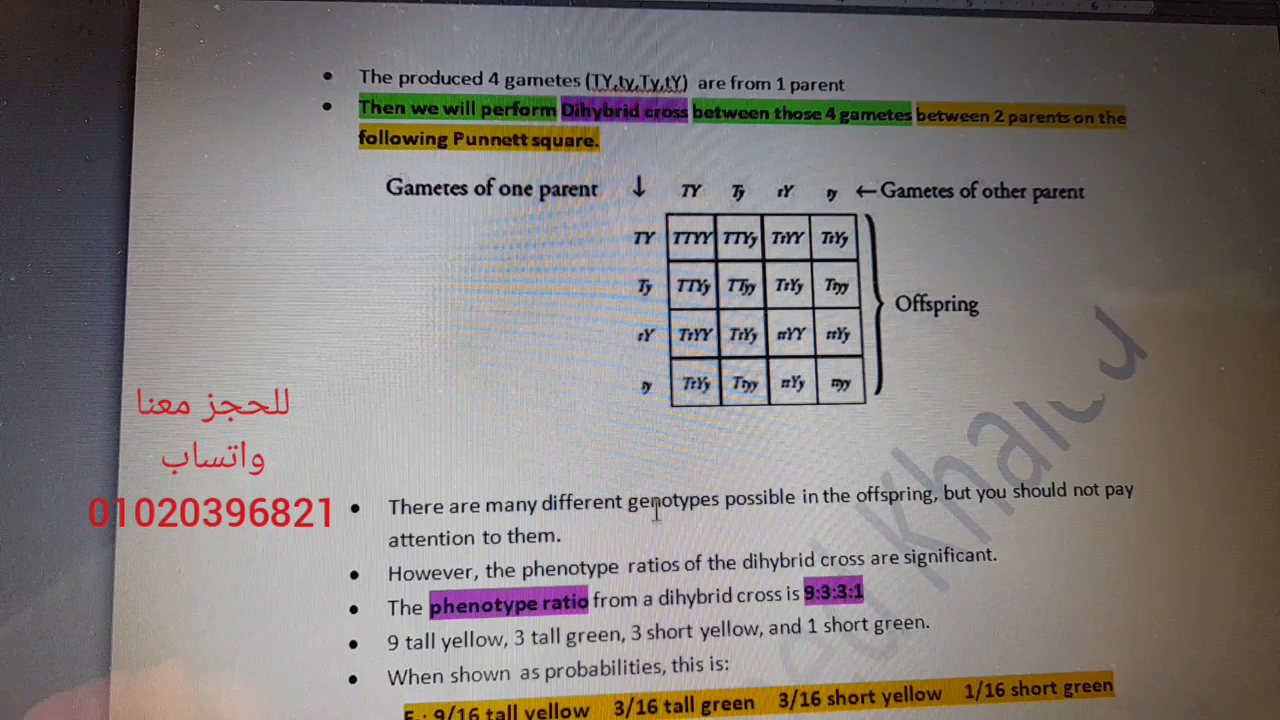 The produced 4 gametes (TY,ty,Ty,tY) are from 1 parent
Then we will perform Dihybrid cross between those 4 gametes between 2 parents on the
following Punnett square.
Gametes of one parent ↓ TY Ty tY ty ←Gametes of other parent
TY TTYY TTYy TtYY TtYy
Ty TTYy TTyy TtYy Ttyy
Offspring
tY TtYY TtYy ttYY ttYy
ty TtYy Ttyy ttYy ttyy
للحجز معنا
واتساب
01020396821
There are many different genotypes possible in the offspring, but you should not pay
attention to them.
However, the phenotype ratios of the dihybrid cross are significant.
The phenotype ratio from a dihybrid cross is 9:3:3:1
9 tall yellow, 3 tall green, 3 short yellow, and 1 short green.
When shown as probabilities, this is:
: 9/16 tall yellow 3/16 tall green 3/16 short yellow 1/16 short green
Khaled